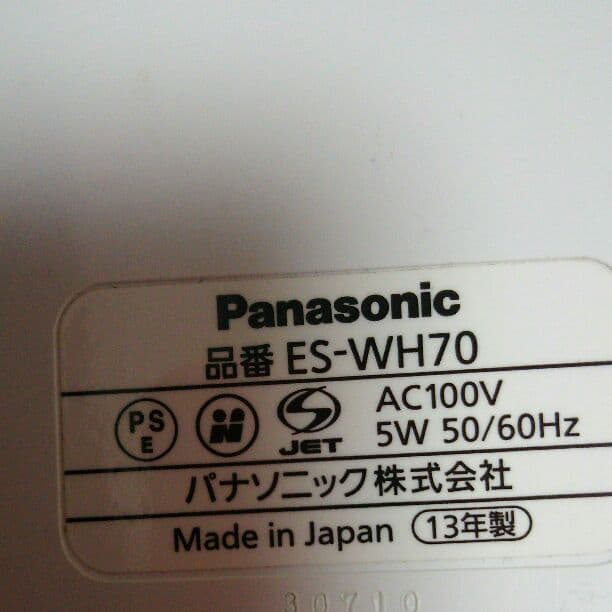 Panasonic
品番 ES-WH70
PS E JET AC100V
5W 50/60Hz
パナソニック株式会社
Made in Japan 13年製
30710